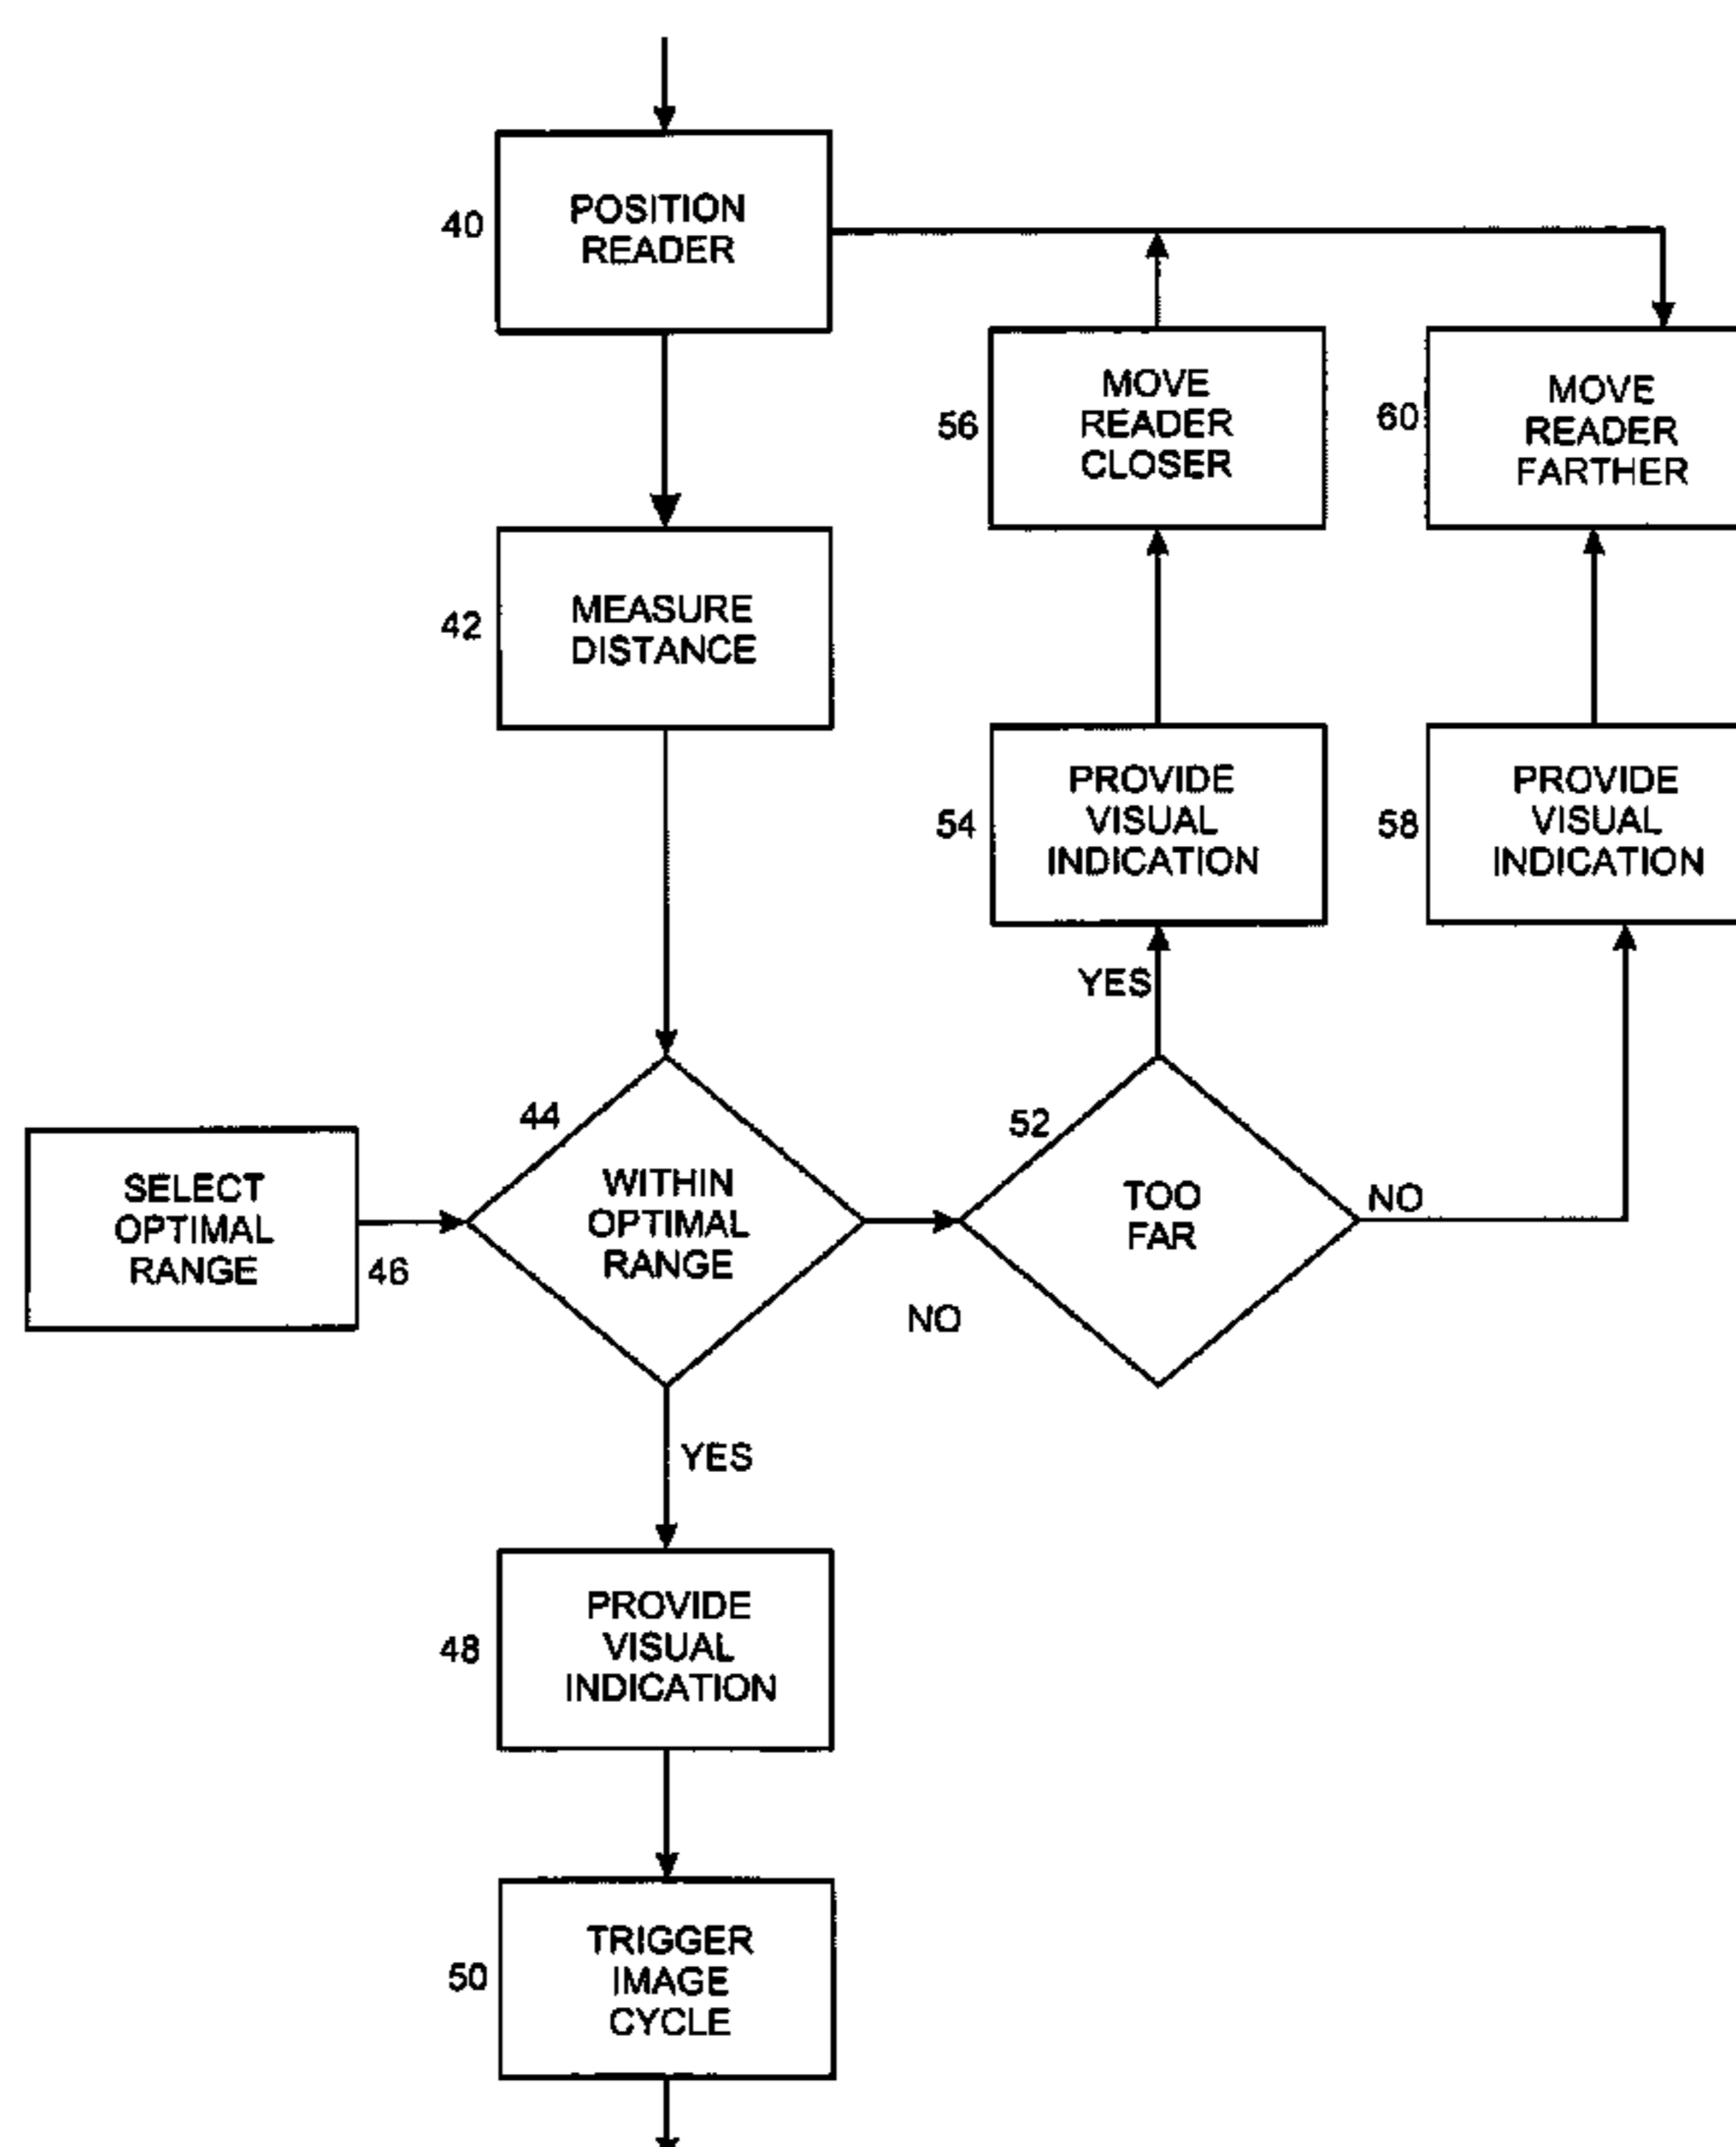 40
POSITION
READER
56
MOVE
READER
CLOSER
60
MOVE
READER
FARTHER
42
MEASURE
DISTANCE
54
PROVIDE
VISUAL
INDICATION
58
PROVIDE
VISUAL
INDICATION
YES
44
52
SELECT
OPTIMAL
RANGE
46
WITHIN
OPTIMAL
RANGE
NO
TOO
FAR
NO
YES
48
PROVIDE
VISUAL
INDICATION
50
TRIGGER
IMAGE
CYCLE